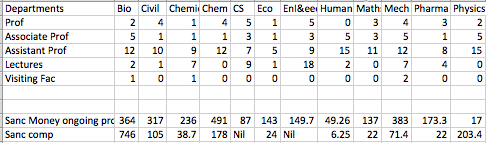 Departments Bio Civil Chemi Chem CS Eco Enl&ee Human Math Mech Pharma Physics
Prof 2 4 1 4 5 1 5 0 3 4 3 2
Associate Prof 5 1 1 1 3 1 3 5 3 5 1 5
Assistant Prof 12 10 9 12 7 5 9 15 11 12 8 15
Lectures 2 1 7 0 9 1 18 2 0 7 4 0
Visiting Fac 1 0 1 0 0 0 0 0 0 2 0 0
Sanc Money ongoing prc 364 317 236 491 87 143 149.7 49.26 137 383 173.3 17
Sanc comp 746 105 38.7 178 Nil 24 Nil 6.25 22 71.4 22 203.4